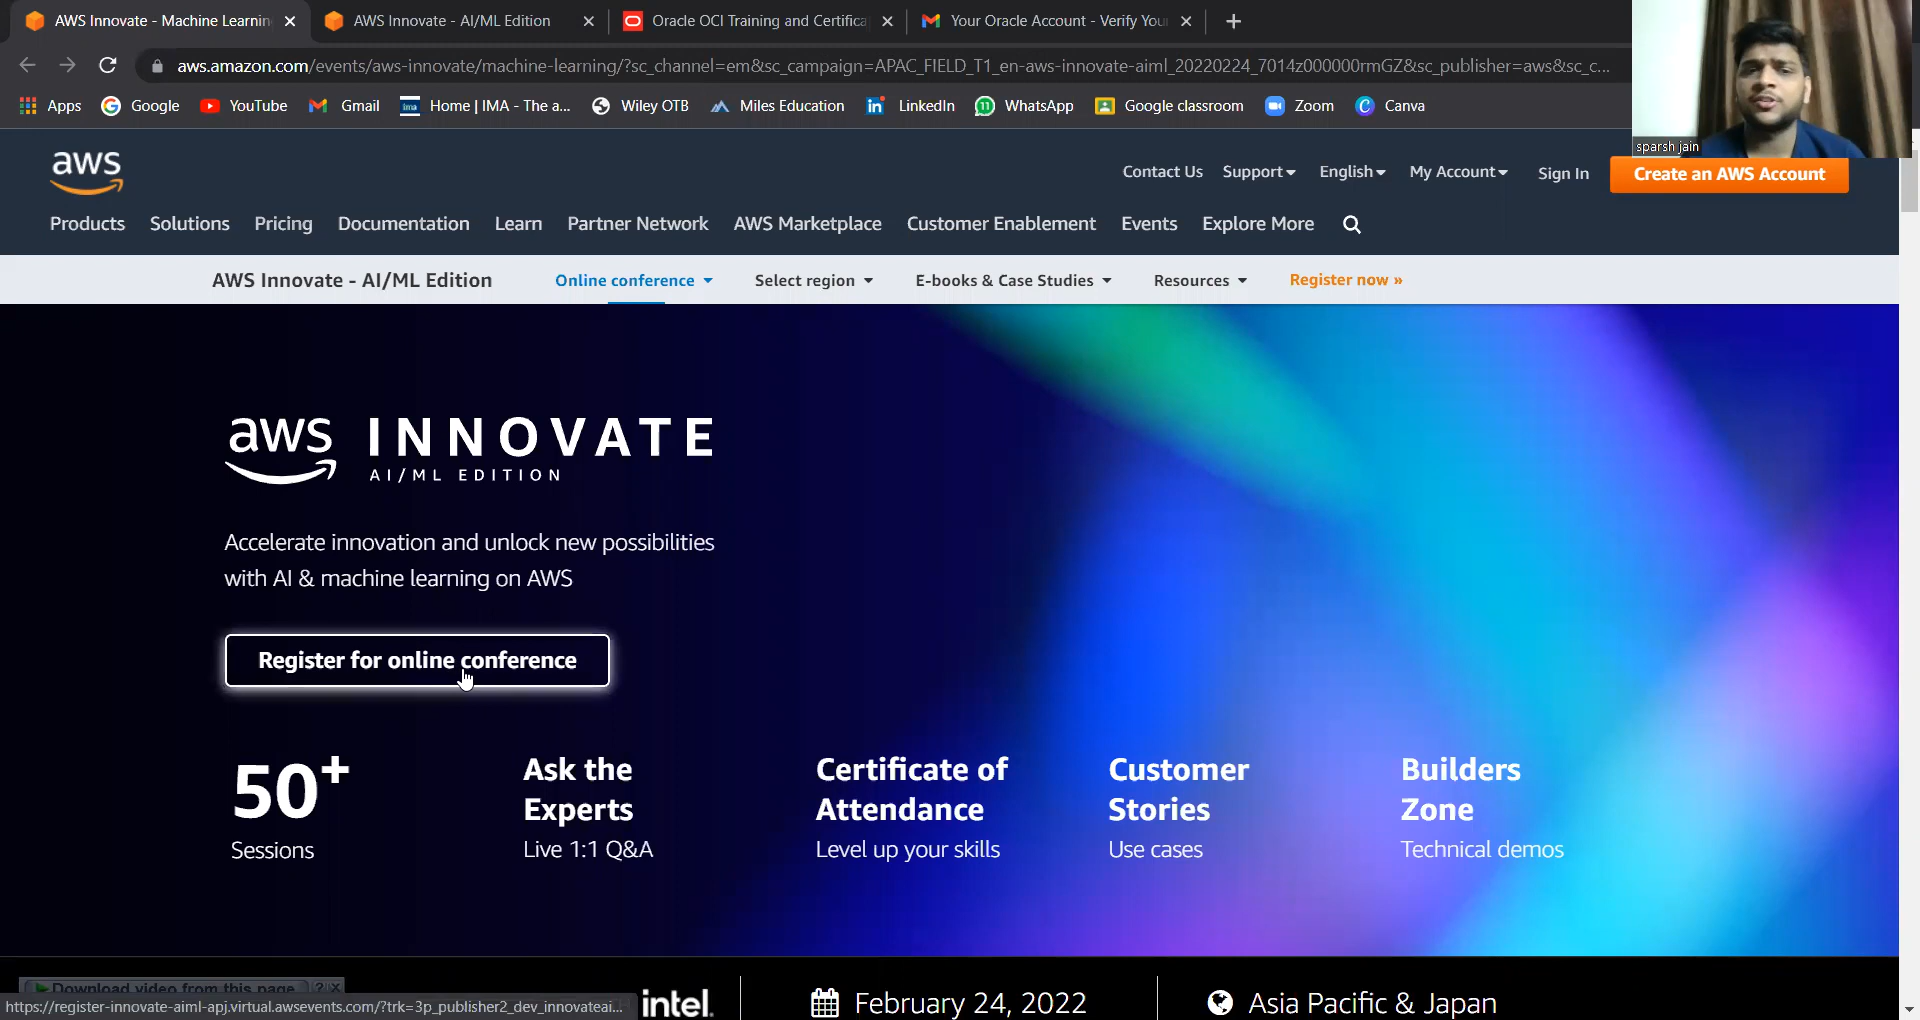 AWS Innovate - Machine Learnin
AWS Innovate - AI/ML Edition
Oracle OCI Training and Certifica
Your Oracle Account - Verify You
aws.amazon.com/events/aws-innovate/machine-learning/?sc_channel=em&sc_campaign=APAC_FIELD_T1_en-aws-innovate-aiml_20220224_7014z000000rmGZ&sc_publisher=aws&sc_c...
Apps
Google
YouTube
Gmail
ima
Home | IMA - The a...
Wiley OTB
Miles Education
in
LinkedIn
11
WhatsApp
Google classroom
Zoom
C
Canva
sparsh jain
aws
Contact Us
Support
English
My Account
Sign In
Create an AWS Account
Products
Solutions
Pricing
Documentation
Learn
Partner Network
AWS Marketplace
Customer Enablement
Events
Explore More
AWS Innovate - AI/ML Edition
Online conference
Select region
E-books & Case Studies
Resources
Register now »
aws INNOVATE
AI/ML EDITION
Accelerate innovation and unlock new possibilities
with AI & machine learning on AWS
Register for online conference
50+
Sessions
Ask the
Experts
Live 1:1 Q&A
Certificate of
Attendance
Level up your skills
Customer
Stories
Use cases
Builders
Zone
Technical demos
Download video from this page
? X
https://register-innovate-aiml-apj.virtual.awsevents.com/?trk=3p_publisher2_dev_innovateai...
intel.
February 24, 2022
Asia Pacific & Japan